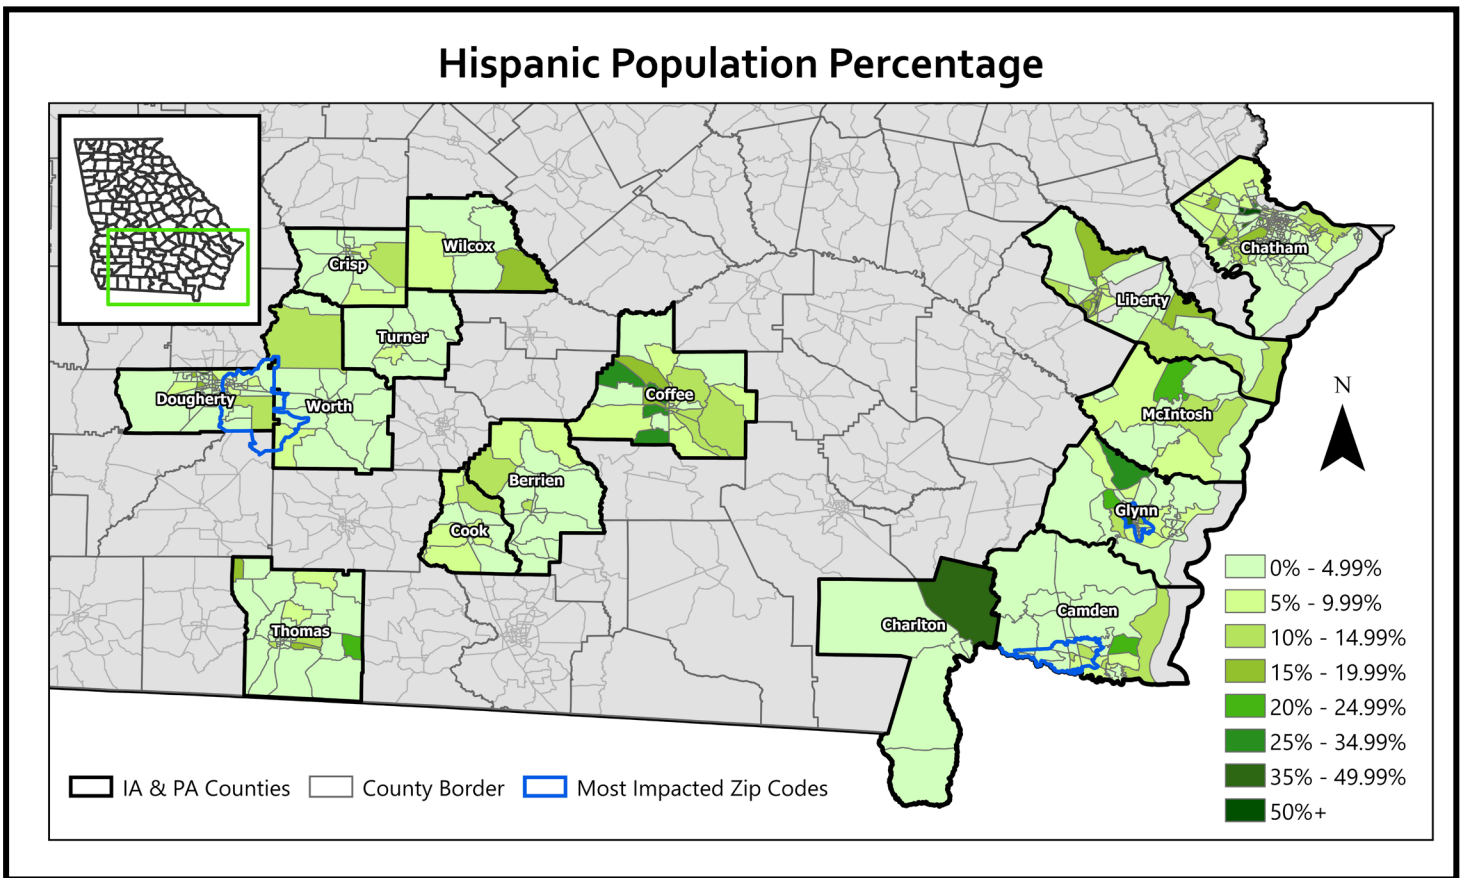 Hispanic Population Percentage
Wilcox
Crisp
Chatham
Liberty
Turner
Coffee
Dougherty
Worth
McIntosh
Berrien
Glynn
Cook
Camden
Charlton
Thomas
N
0% - 4.99%
5% - 9.99%
10% - 14.99%
15% - 19.99%
20% - 24.99%
25% - 34.99%
35% - 49.99%
50%+
IA & PA Counties
County Border
Most Impacted Zip Codes